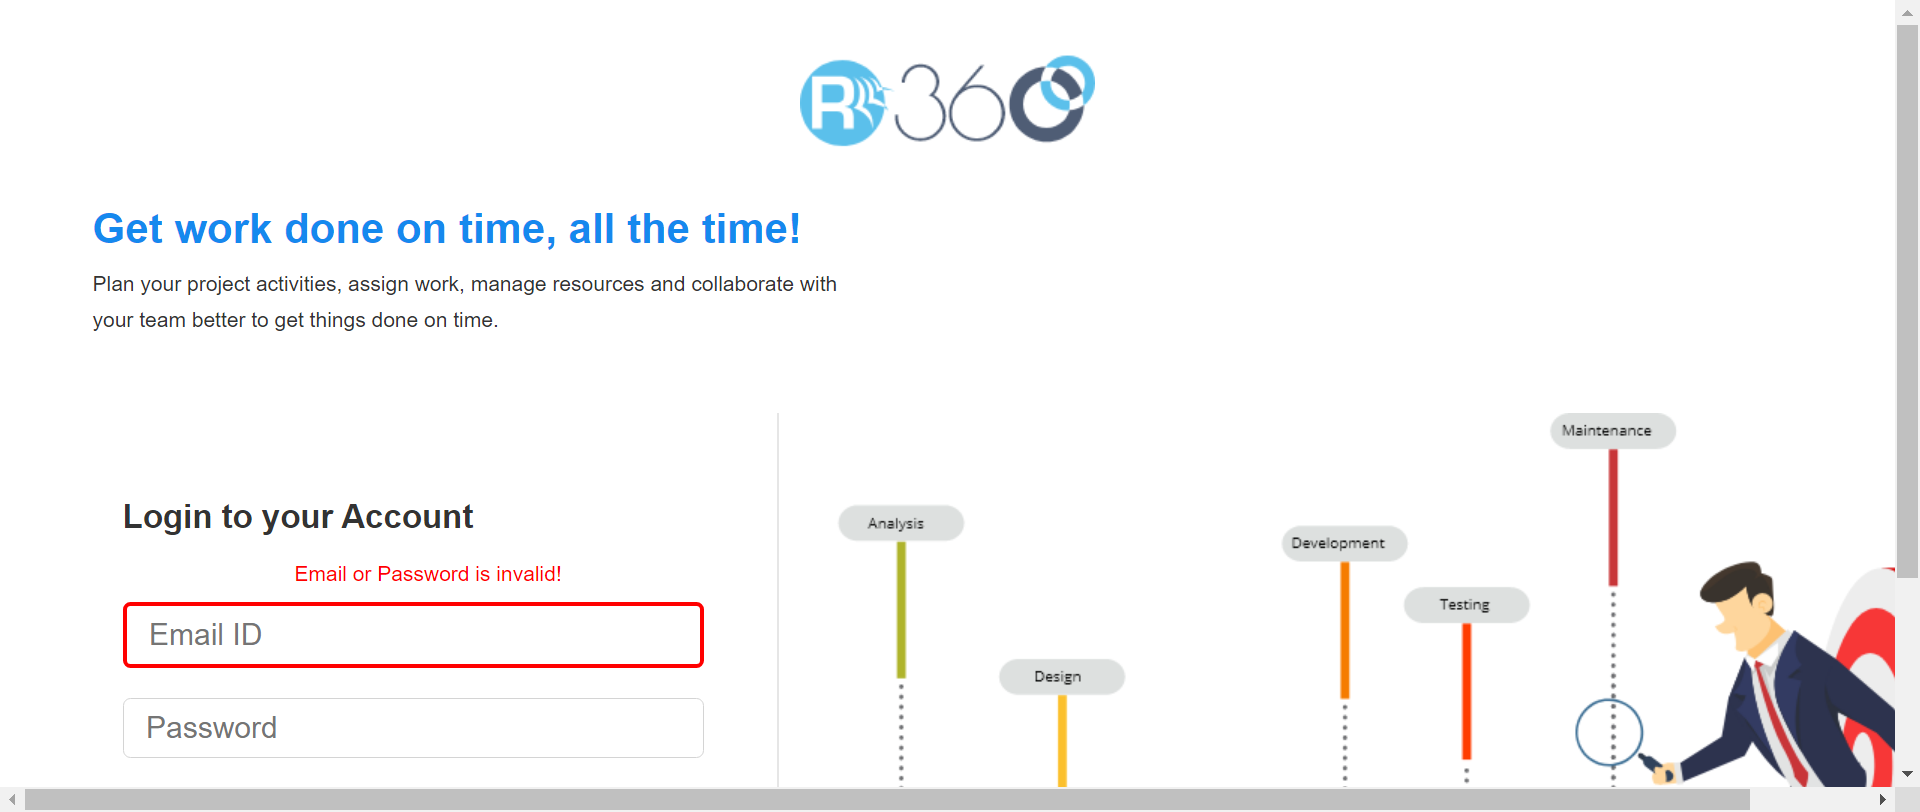 R 360
Get work done on time, all the time!
Plan your project activities, assign work, manage resources and collaborate with
your team better to get things done on time.
Maintenance
Analysis
Development
Testing
Design
Login to your Account
Email or Password is invalid!
Email ID
Password